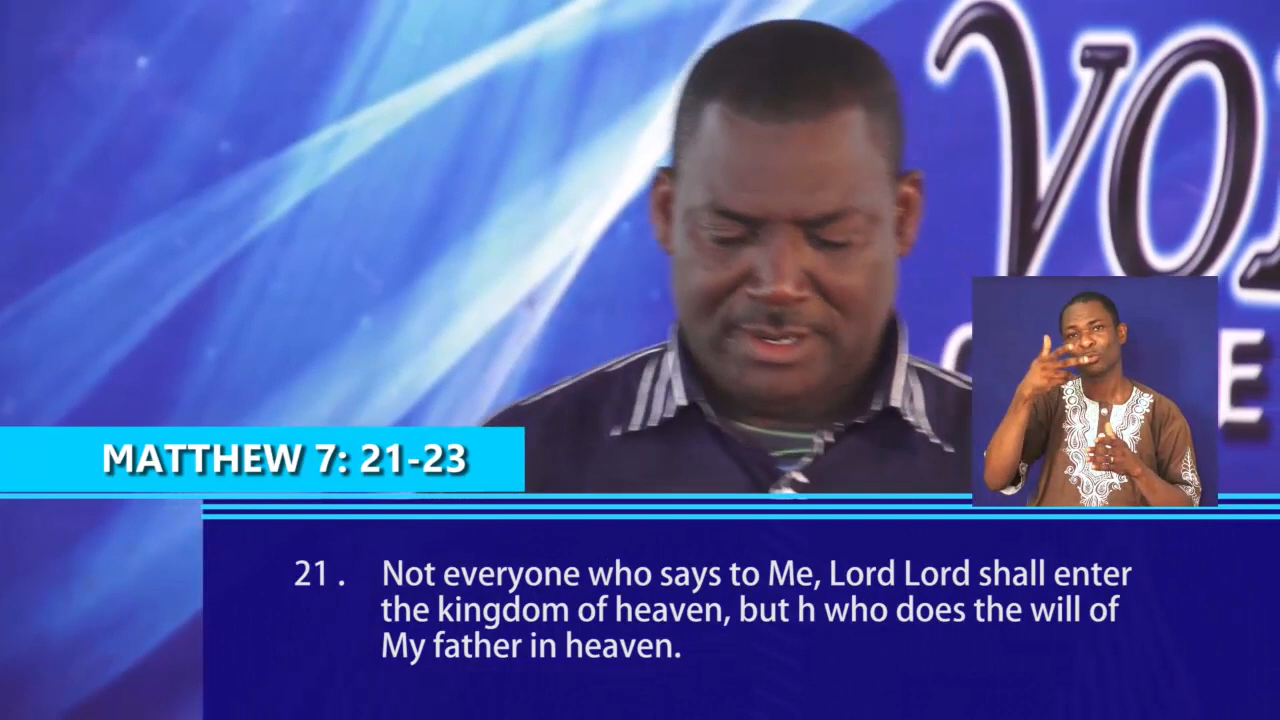 MATTHEW 7: 21-23
21 . Not everyone who says to Me, Lord Lord shall enter
the kingdom of heaven, but h who does the will of
My father in heaven.